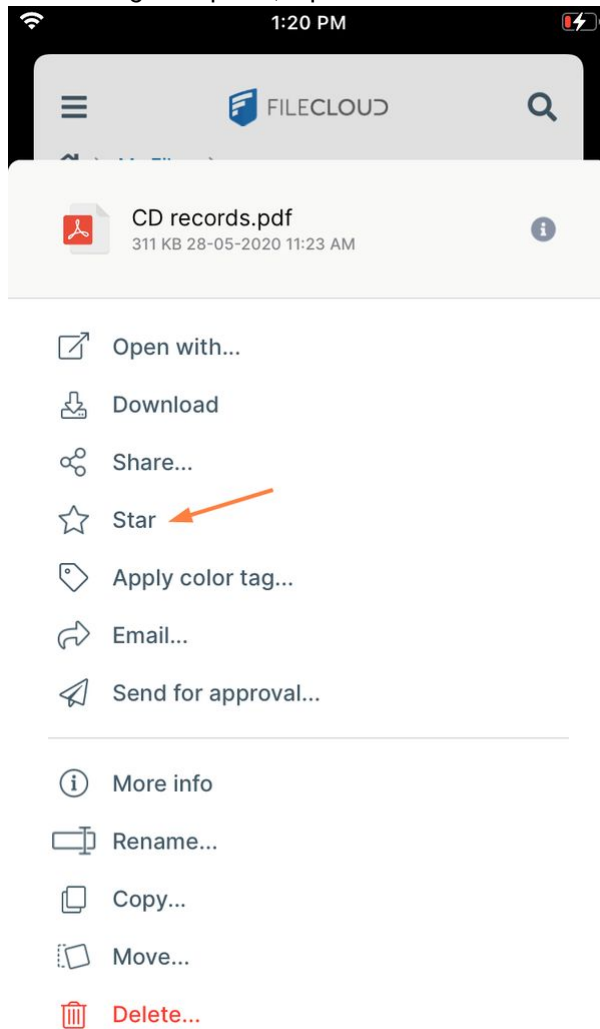 1:20 PM
FILECLOUD
CD records.pdf
311 KB 28-05-2020 11:23 AM
Open with...
Download
Share...
Star
Apply color tag...
Email...
Send for approval...
More info
Rename...
Copy...
Move...
Delete...